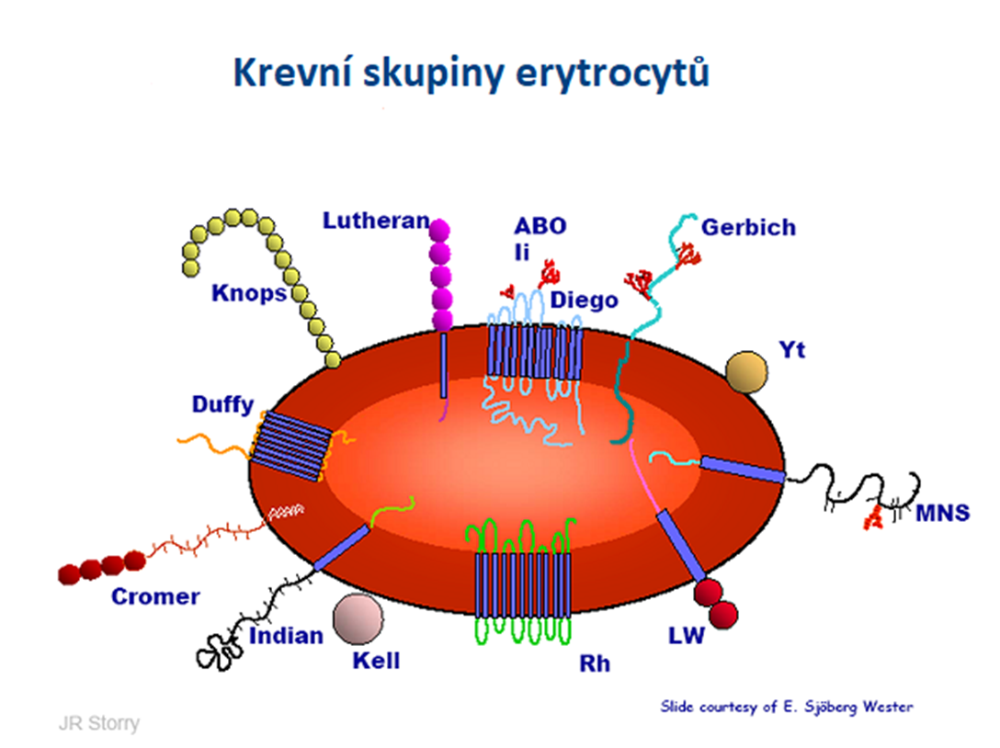 Krevní skupiny erytrocytů
Lutheran
ABO
Ii
Gerbich
Knops
Diego
Yt
Duffy
MNS
Cromer
Indian
LW
Kell
Rh
Slide courtesy of E. Sjöberg Wester
JR Storry